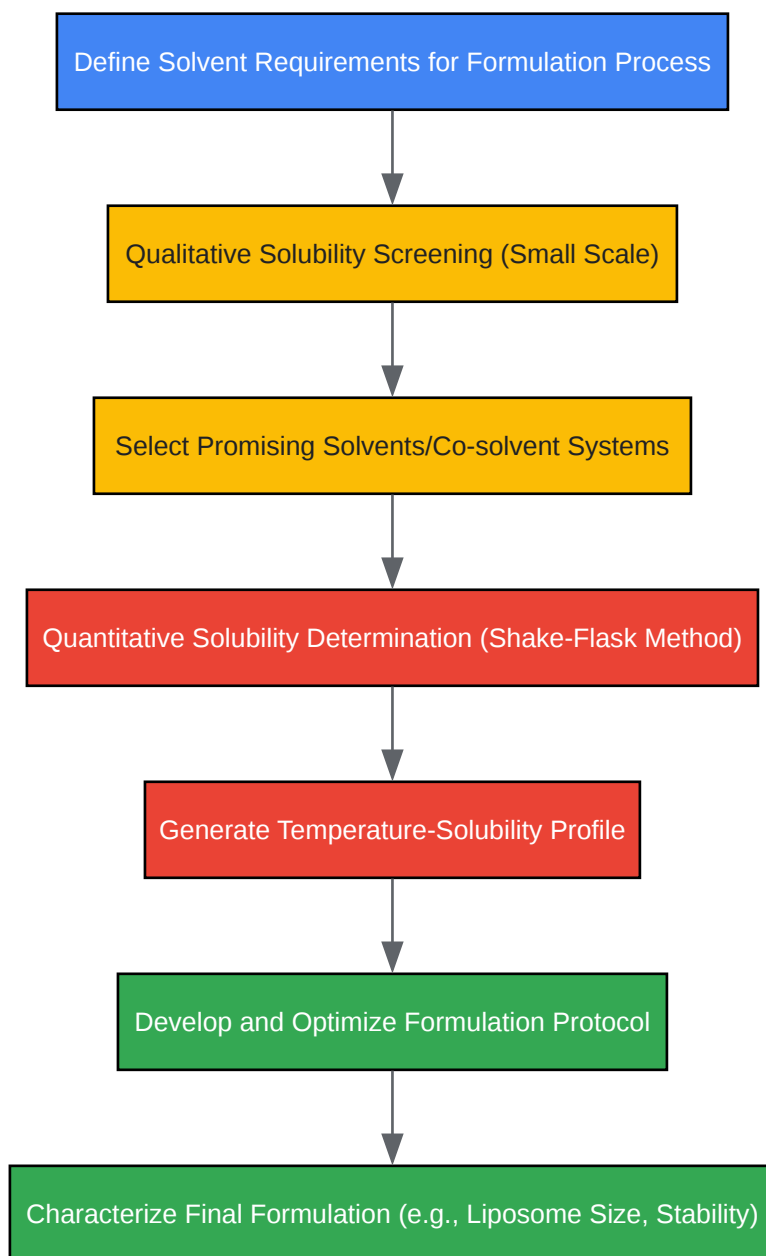 Define Solvent Requirements for Formulation Process
Qualitative Solubility Screening (Small Scale)
Select Promising Solvents/Co-solvent Systems
Quantitative Solubility Determination (Shake-Flask Method)
Generate Temperature-Solubility Profile
Develop and Optimize Formulation Protocol
Characterize Final Formulation (e.g., Liposome Size, Stability)